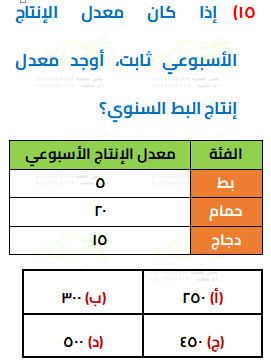 ١٥) إذا كان معدل الإنتاج
الأسبوعي ثابت، أوجد معدل
إنتاج البط السنوي؟
الفئة معدل الإنتاج الأسبوعي
بط ٥
حمام ٢٠
دجاج ١٥
(أ) ٢٥٠ (ب) ٣٠٠
(ج) ٤٥٠ (د) ٥٠٠